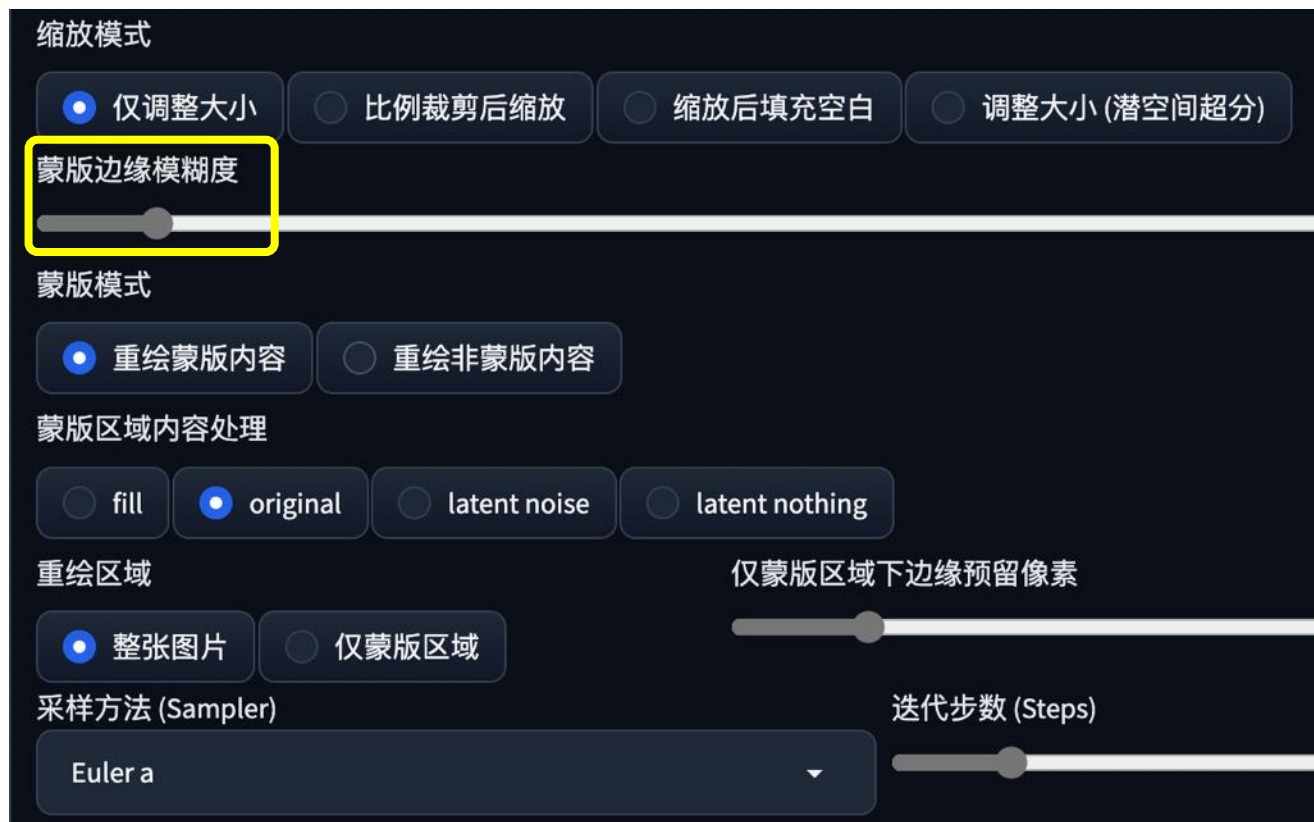 缩放模式
仅调整大小 比例裁剪后缩放 缩放后填充空白 调整大小 (潜空间超分)
蒙版边缘模糊度
蒙版模式
重绘蒙版内容 重绘非蒙版内容
蒙版区域内容处理
fill original latent noise latent nothing
重绘区域 仅蒙版区域下边缘预留像素
整张图片 仅蒙版区域
采样方法 (Sampler) 迭代步数 (Steps)
Euler a